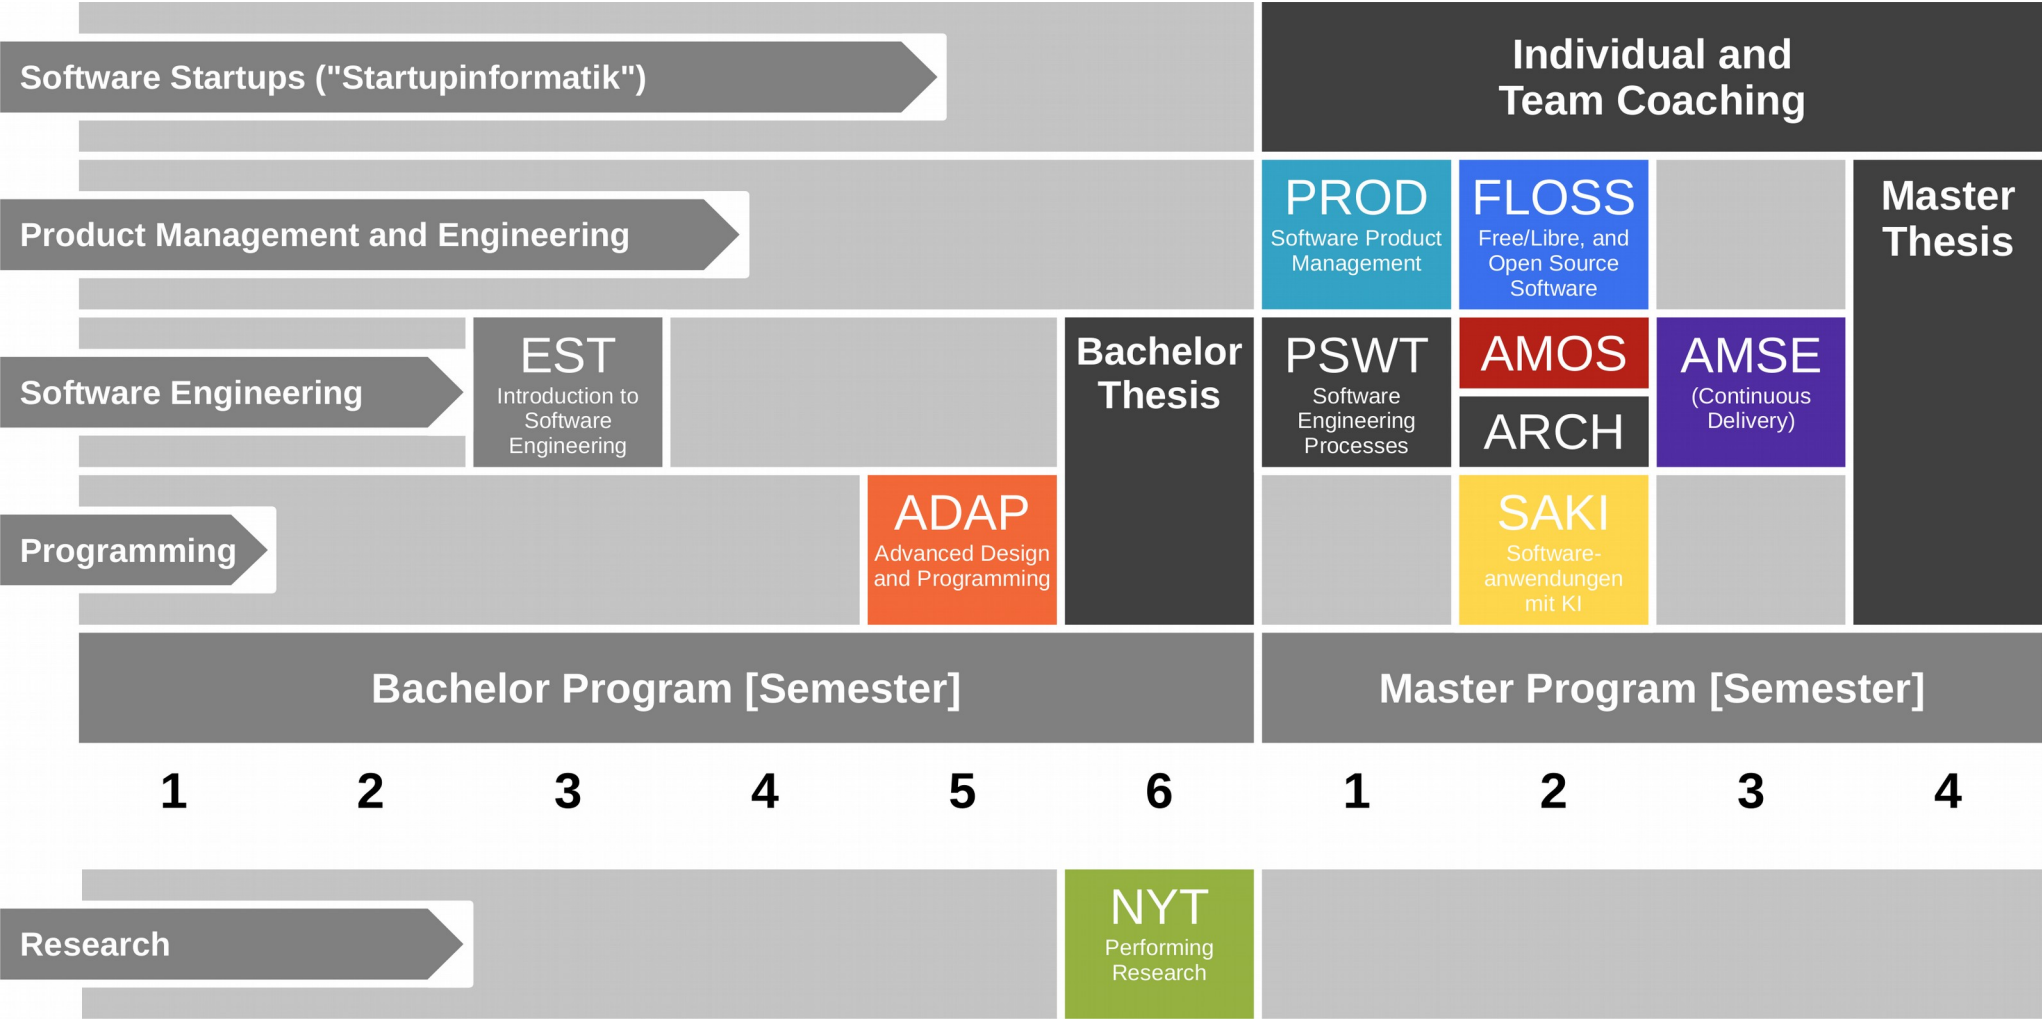 Software Startups ("Startupinformatik")
Individual and
Team Coaching
Product Management and Engineering
PROD
Software Product
Management
FLOSS
Free/Libre, and
Open Source
Software
Master
Thesis
Software Engineering
EST
Introduction to
Software
Engineering
Bachelor
Thesis
PSWT
Software
Engineering
Processes
AMOS
ARCH
AMSE
(Continuous
Delivery)
Programming
ADAP
Advanced Design
and Programming
SAKI
Software-
anwendungen
mit KI
Bachelor Program [Semester]
Master Program [Semester]
1 2 3 4 5 6 1 2 3 4
Research
NYT
Performing
Research